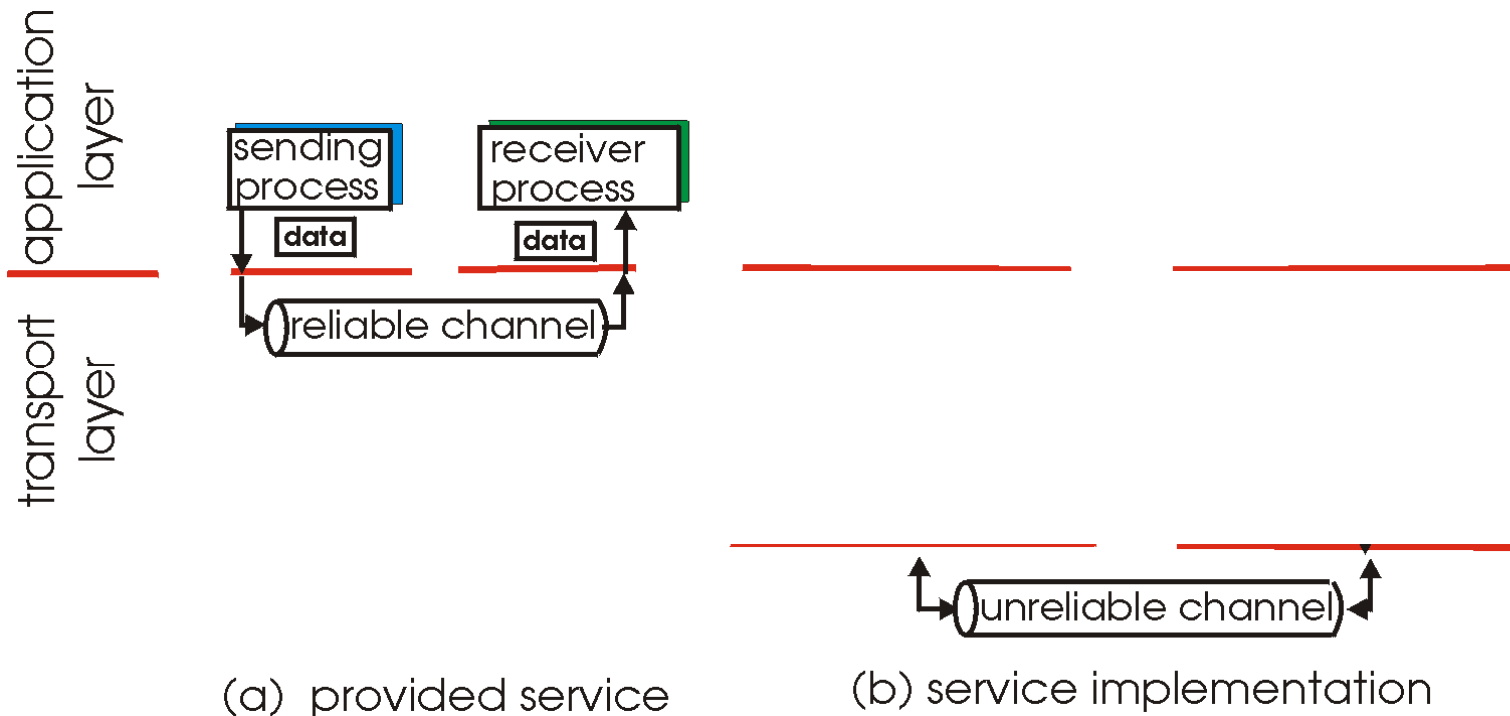 application
layer
transport
layer
sending
process
receiver
process
data
data
reliable channel
unreliable channel
(a) provided service
(b) service implementation